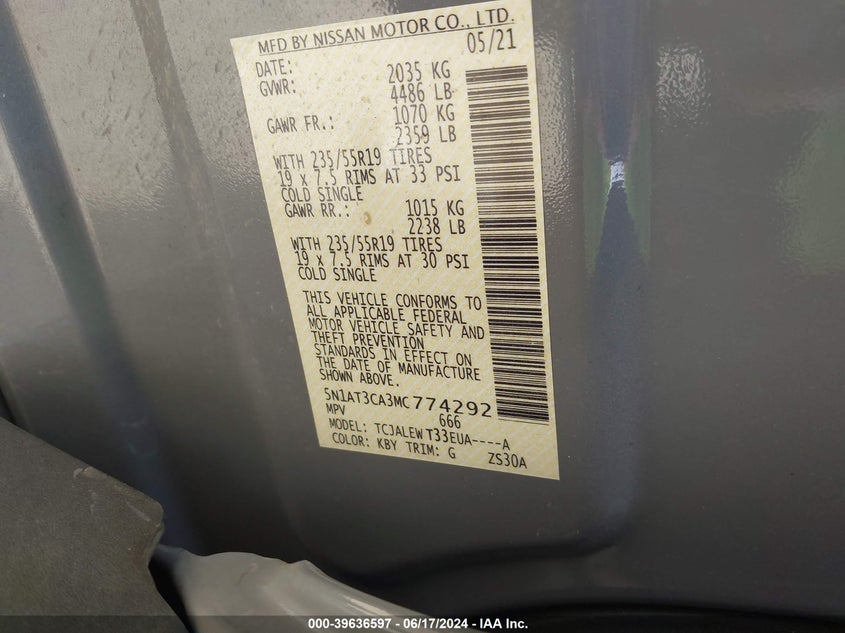 MFD BY NISSAN MOTOR CO., LTD.
DATE: 05/21
GVWR: 2035 KG
4486 LB
GAWR FR.: 1070 KG
2359 LB
WITH 235/55R19 TIRES
19 x 7.5 RIMS AT 33 PSI
COLD SINGLE
GAWR RR.: 1015 KG
2238 LB
WITH 235/55R19 TIRES
19 x 7.5 RIMS AT 30 PSI
COLD SINGLE
THIS VEHICLE CONFORMS TO
ALL APPLICABLE FEDERAL
MOTOR VEHICLE SAFETY AND
THEFT PREVENTION
STANDARDS IN EFFECT ON
THE DATE OF MANUFACTURE
SHOWN ABOVE.
5N1AT3CA3MC774292
MPV 666
MODEL: TCJALEW T33EUA----A
COLOR: KBY TRIM: G ZS30A
000-39636597 - 06/17/2024 - IAA Inc.